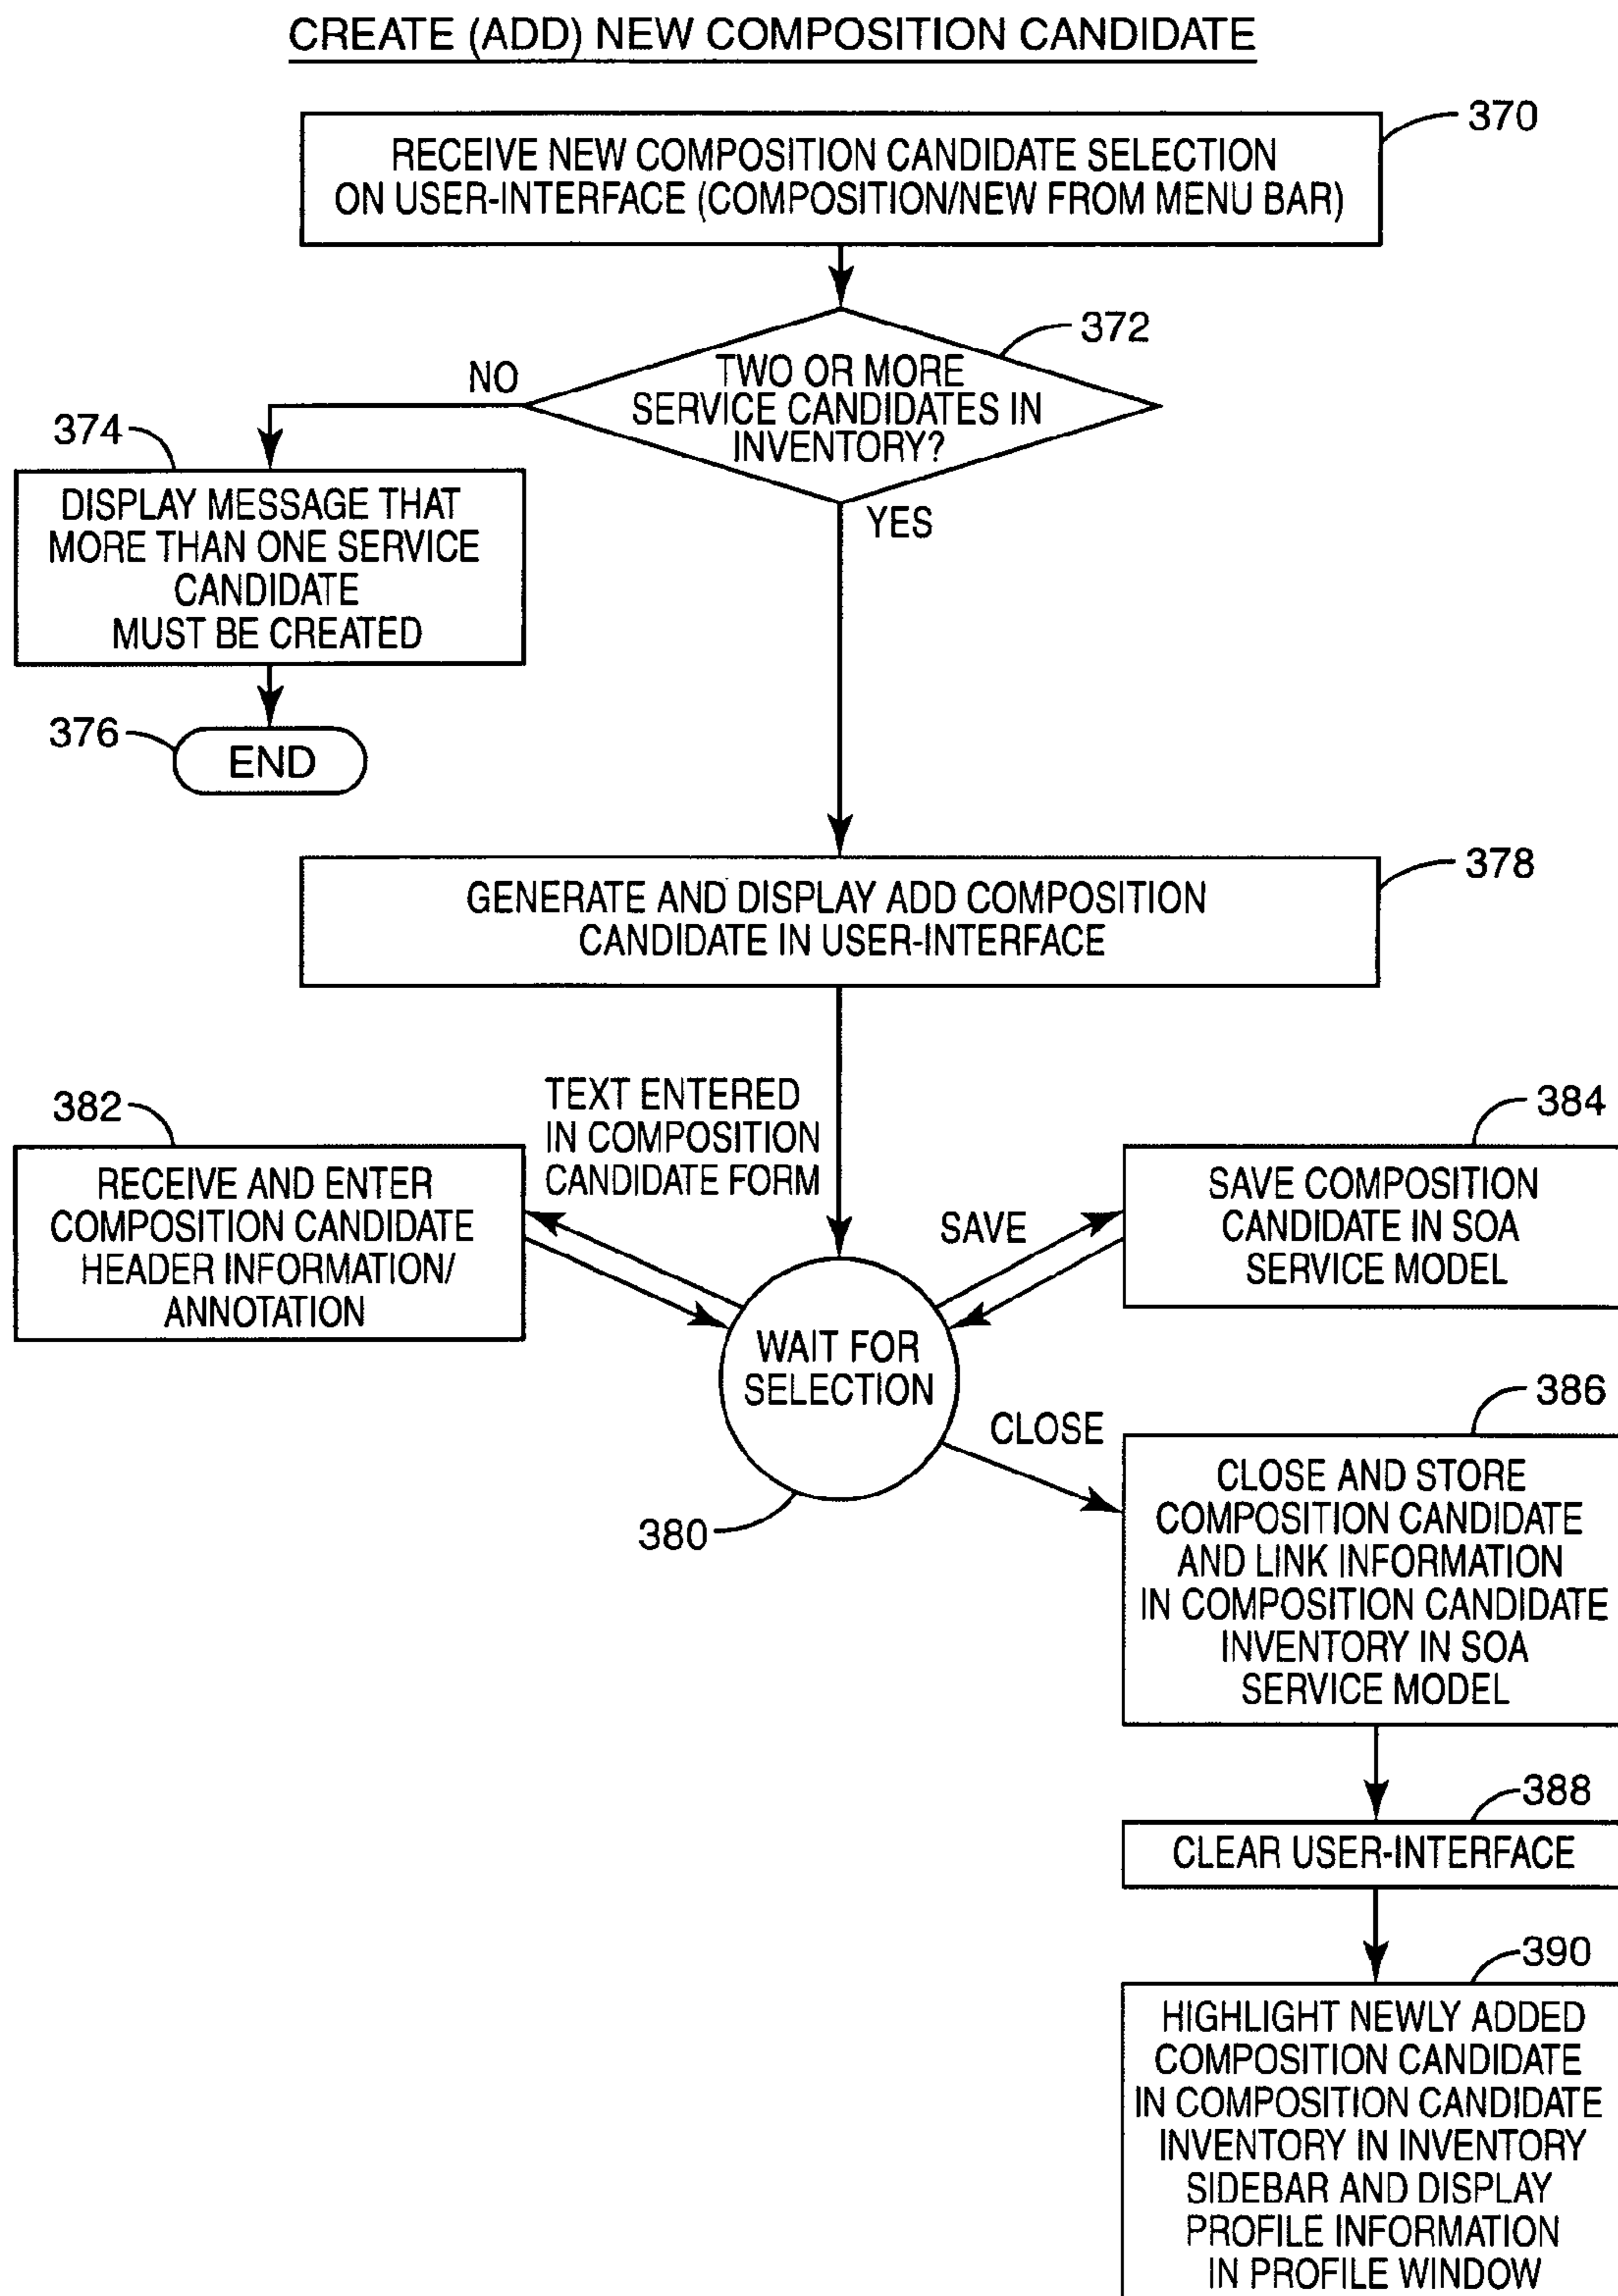 CREATE (ADD) NEW COMPOSITION CANDIDATE
370
RECEIVE NEW COMPOSITION CANDIDATE SELECTION
ON USER-INTERFACE (COMPOSITION/NEW FROM MENU BAR)
372
TWO OR MORE
SERVICE CANDIDATES IN
INVENTORY?
NO
YES
374
DISPLAY MESSAGE THAT
MORE THAN ONE SERVICE
CANDIDATE
MUST BE CREATED
376
END
378
GENERATE AND DISPLAY ADD COMPOSITION
CANDIDATE IN USER-INTERFACE
TEXT ENTERED
IN COMPOSITION
CANDIDATE FORM
382
RECEIVE AND ENTER
COMPOSITION CANDIDATE
HEADER INFORMATION/
ANNOTATION
384
SAVE COMPOSITION
CANDIDATE IN SOA
SERVICE MODEL
SAVE
WAIT FOR
SELECTION
380
CLOSE
386
CLOSE AND STORE
COMPOSITION CANDIDATE
AND LINK INFORMATION
IN COMPOSITION CANDIDATE
INVENTORY IN SOA
SERVICE MODEL
388
CLEAR USER-INTERFACE
390
HIGHLIGHT NEWLY ADDED
COMPOSITION CANDIDATE
IN COMPOSITION CANDIDATE
INVENTORY IN INVENTORY
SIDEBAR AND DISPLAY
PROFILE INFORMATION
IN PROFILE WINDOW